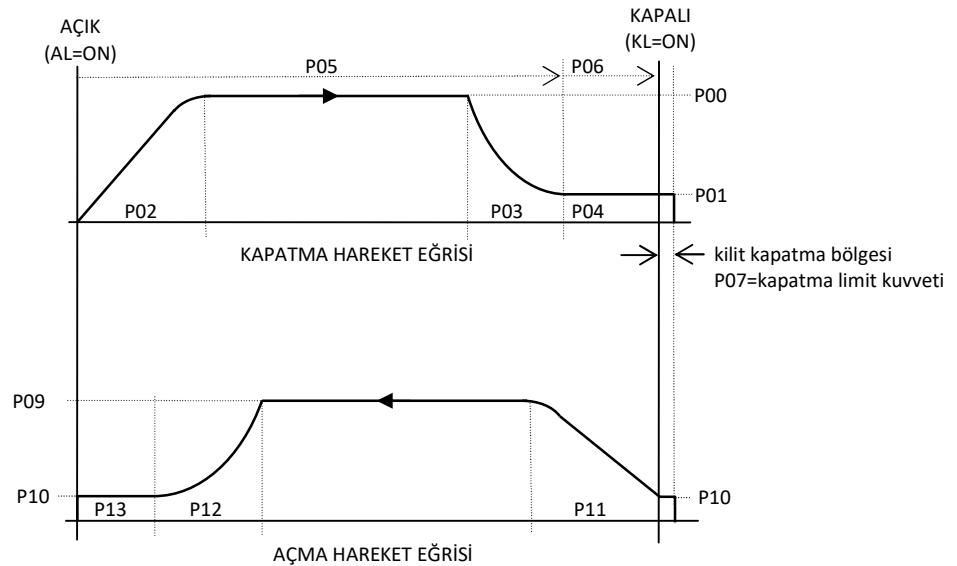 AÇIK
(AL=ON)
KAPALI
(KL=ON)
P05
P06
P00
P01
P02
P03
P04
KAPATMA HAREKET EĞRİSİ
kilit kapatma bölgesi
P07=kapatma limit kuvveti
P09
P10
P10
P13
P12
P11
AÇMA HAREKET EĞRİSİ